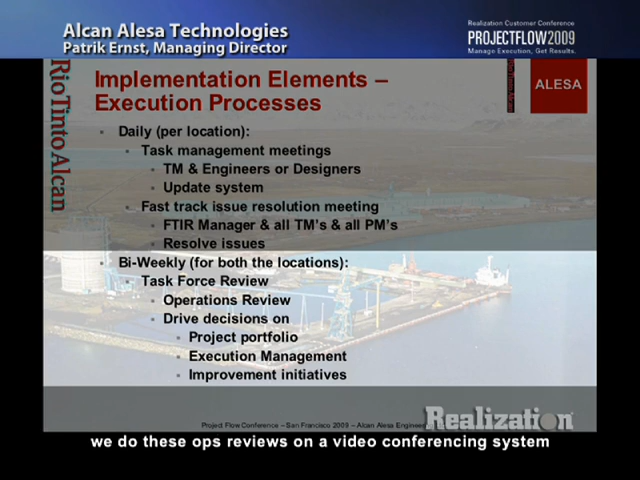 Alcan Alesa Technologies
Patrik Ernst, Managing Director
Realization Customer Conference
PROJECTFLOW2009
Manage Execution, Get Results.
RioTintoAlcan
Implementation Elements –
Execution Processes
ALESA
Daily (per location):
Task management meetings
TM & Engineers or Designers
Update system
Fast track issue resolution meeting
FTIR Manager & all TM's & all PM's
Resolve issues
Bi-Weekly (for both the locations):
Task Force Review
Operations Review
Drive decisions on
Project portfolio
Execution Management
Improvement initiatives
Project Flow Conference – San Francisco 2009 – Alcan Alesa
Realization
we do these ops reviews on a video conferencing system